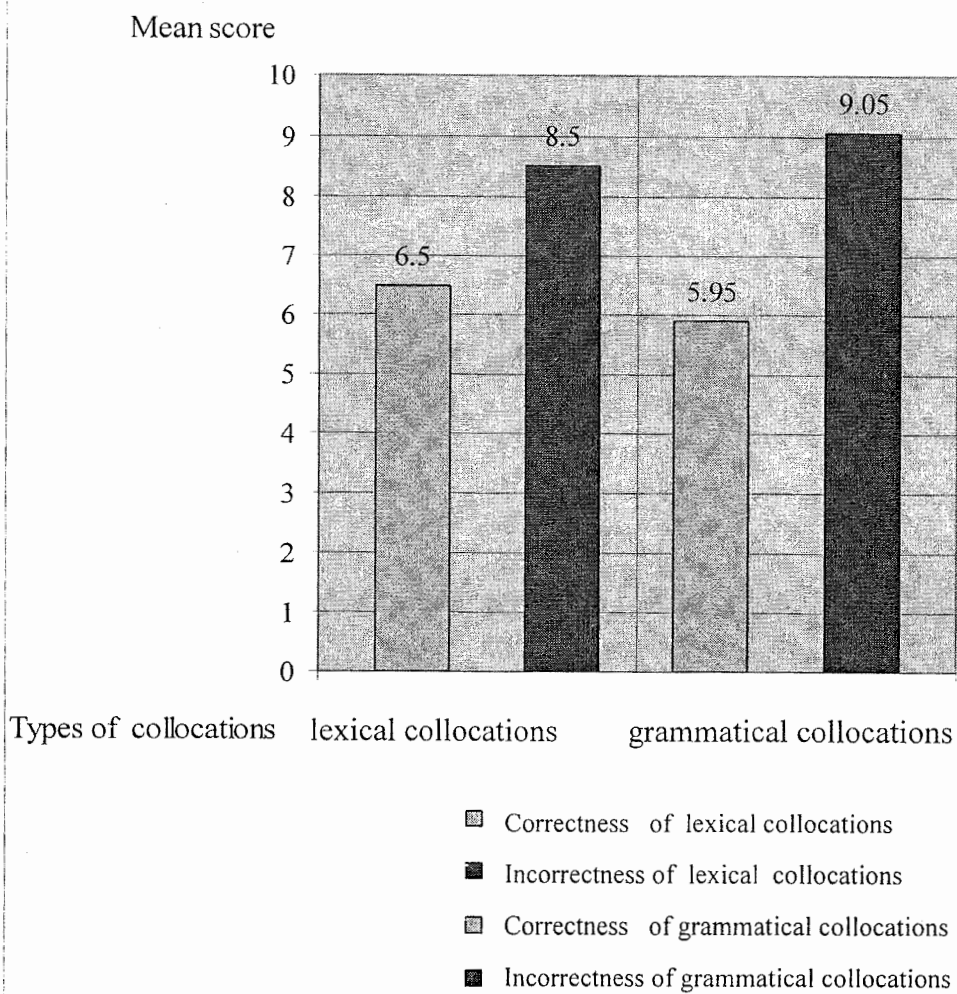 Mean score
10
9.05
9
8.5
8
7
6.5
5.95
6
5
4
3
2
1
0
Types of collocations lexical collocations grammatical collocations
Correctness of lexical collocations
Incorrectness of lexical collocations
Correctness of grammatical collocations
Incorrectness of grammatical collocations